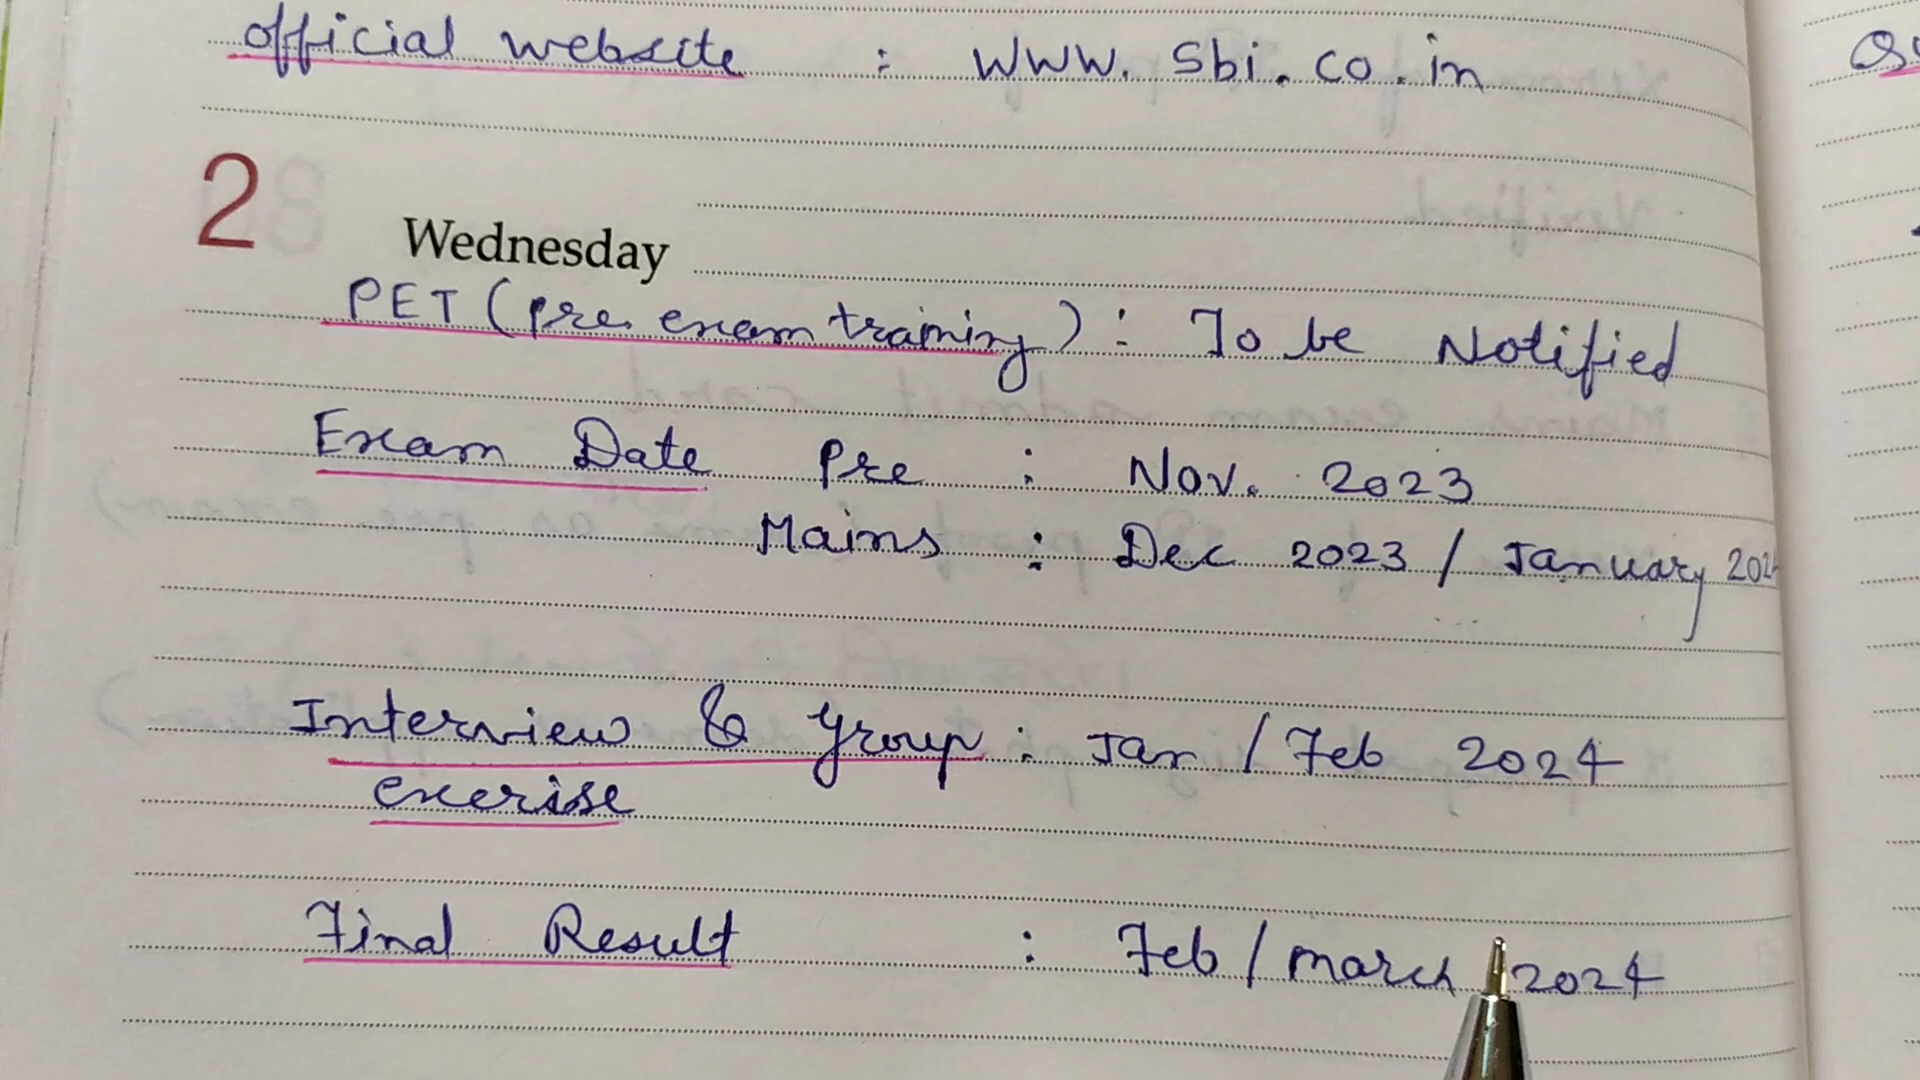 official website : www.sbi.co.in
2 Wednesday
PET (pre exam training) : To be Notified
Exam Date Pre : Nov. 2023
Mains : Dec 2023 / January 202
Interview & Group : Jan / Feb 2024
exerise
Final Result : Feb / march 2024